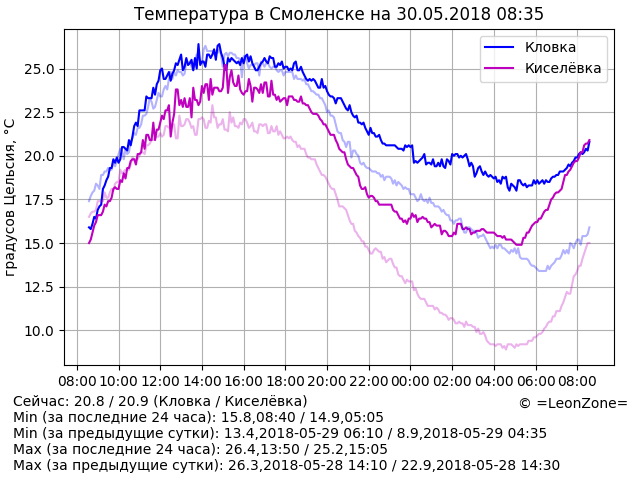 Температура в Смоленске на 30.05.2018 08:35
Кловка
Киселёвка
градусов Цельсия, °C
25.0
22.5
20.0
17.5
15.0
12.5
10.0
08:00 10:00 12:00 14:00 16:00 18:00 20:00 22:00 00:00 02:00 04:00 06:00 08:00
Сейчас: 20.8 / 20.9 (Кловка / Киселёвка)
© =LeonZone=
Min (за последние 24 часа): 15.8,08:40 / 14.9,05:05
Min (за предыдущие сутки): 13.4,2018-05-29 06:10 / 8.9,2018-05-29 04:35
Max (за последние 24 часа): 26.4,13:50 / 25.2,15:05
Max (за предыдущие сутки): 26.3,2018-05-28 14:10 / 22.9,2018-05-28 14:30